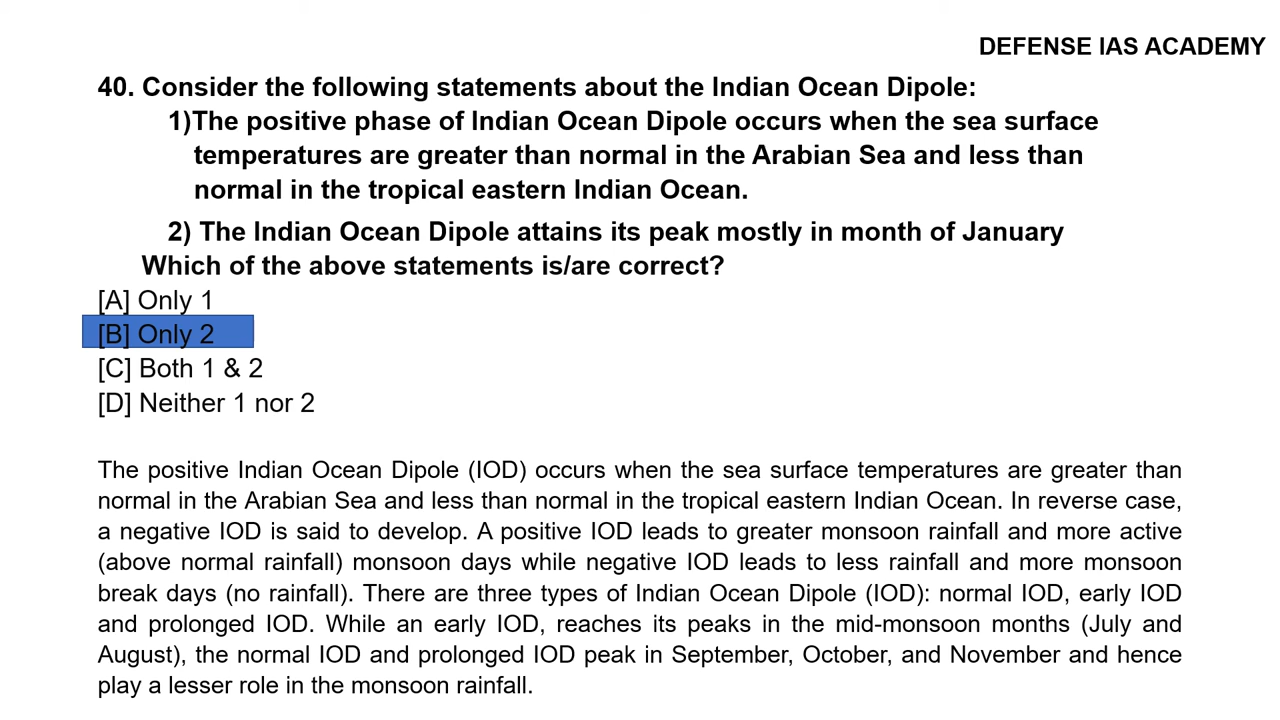 DEFENSE IAS ACADEMY
40. Consider the following statements about the Indian Ocean Dipole:
1)The positive phase of Indian Ocean Dipole occurs when the sea surface
temperatures are greater than normal in the Arabian Sea and less than
normal in the tropical eastern Indian Ocean.
2) The Indian Ocean Dipole attains its peak mostly in month of January
Which of the above statements is/are correct?
[A] Only 1
[B] Only 2
[C] Both 1 & 2
[D] Neither 1 nor 2
The positive Indian Ocean Dipole (IOD) occurs when the sea surface temperatures are greater than
normal in the Arabian Sea and less than normal in the tropical eastern Indian Ocean. In reverse case,
a negative IOD is said to develop. A positive IOD leads to greater monsoon rainfall and more active
(above normal rainfall) monsoon days while negative IOD leads to less rainfall and more monsoon
break days (no rainfall). There are three types of Indian Ocean Dipole (IOD): normal IOD, early IOD
and prolonged IOD. While an early IOD, reaches its peaks in the mid-monsoon months (July and
August), the normal IOD and prolonged IOD peak in September, October, and November and hence
play a lesser role in the monsoon rainfall.